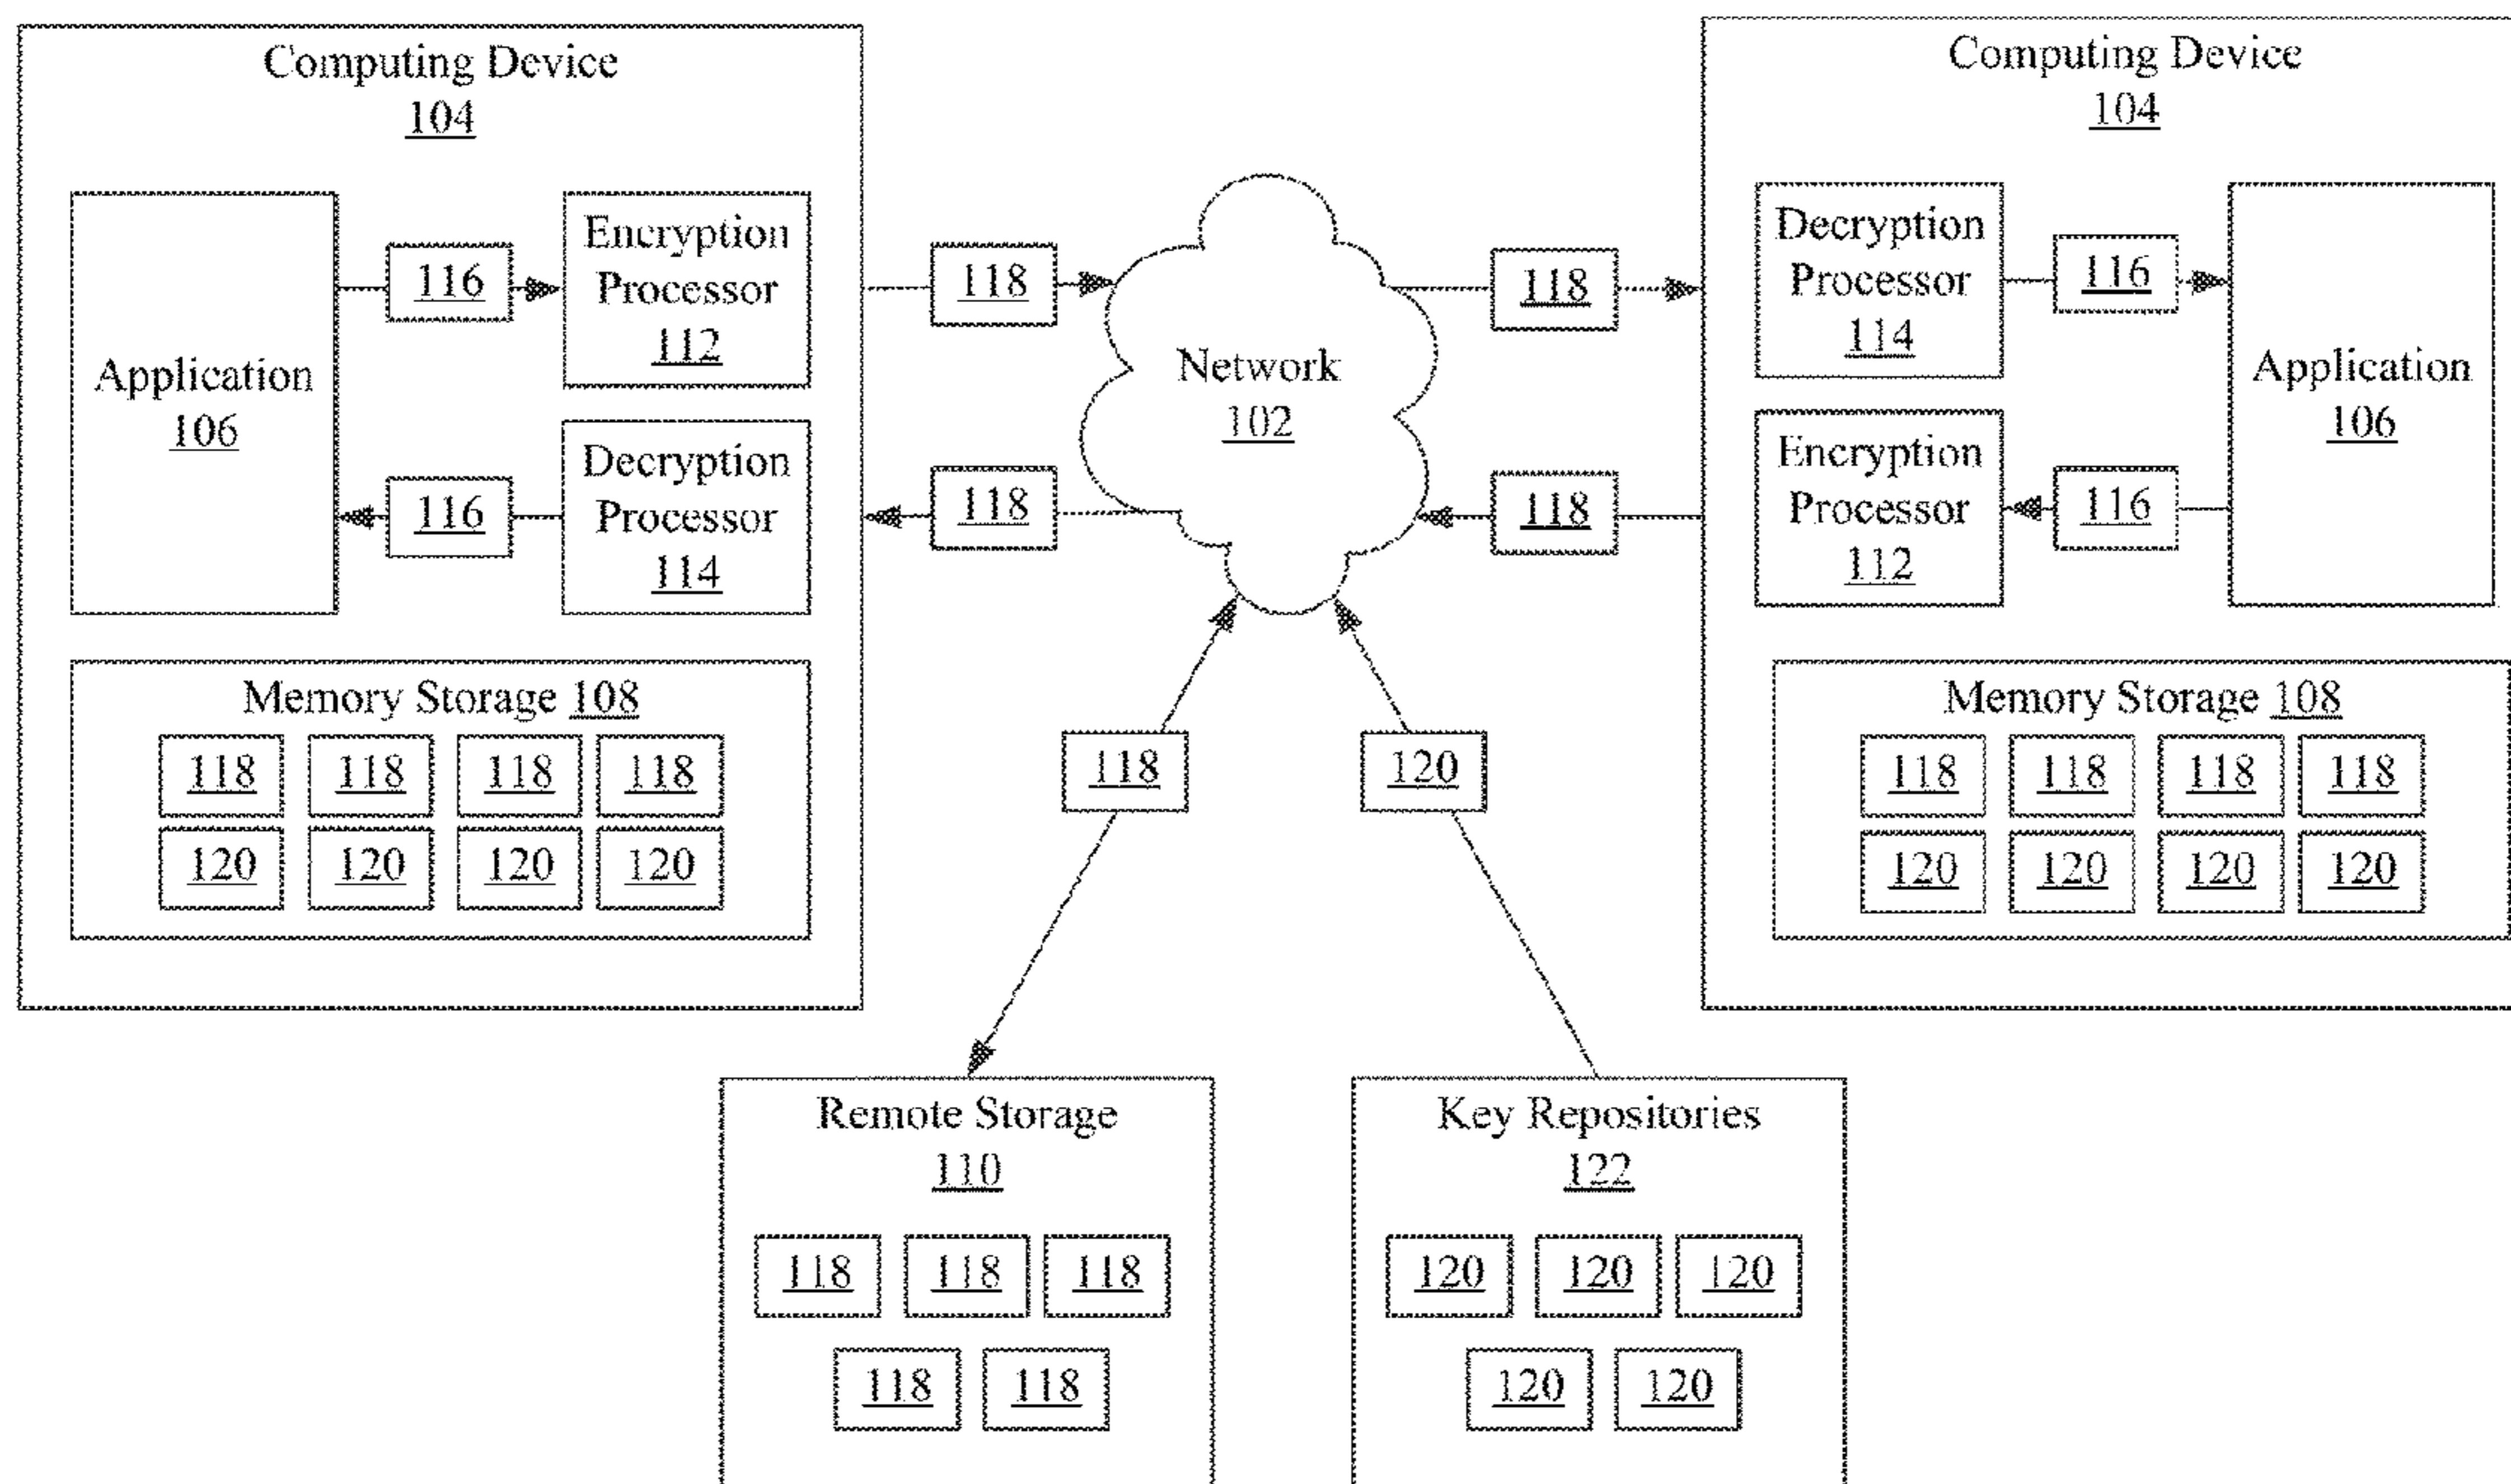 Computing Device
104
Application
106
116
Encryption
Processor
112
116
Decryption
Processor
114
Memory Storage 108
118 118 118 118
120 120 120 120
118
118
Network
102
118
118
118
120
Computing Device
104
Decryption
Processor
114
116
Encryption
Processor
112
116
Application
106
Memory Storage 108
118 118 118 118
120 120 120 120
Remote Storage
110
118 118 118
118 118
Key Repositories
122
120 120 120
120 120